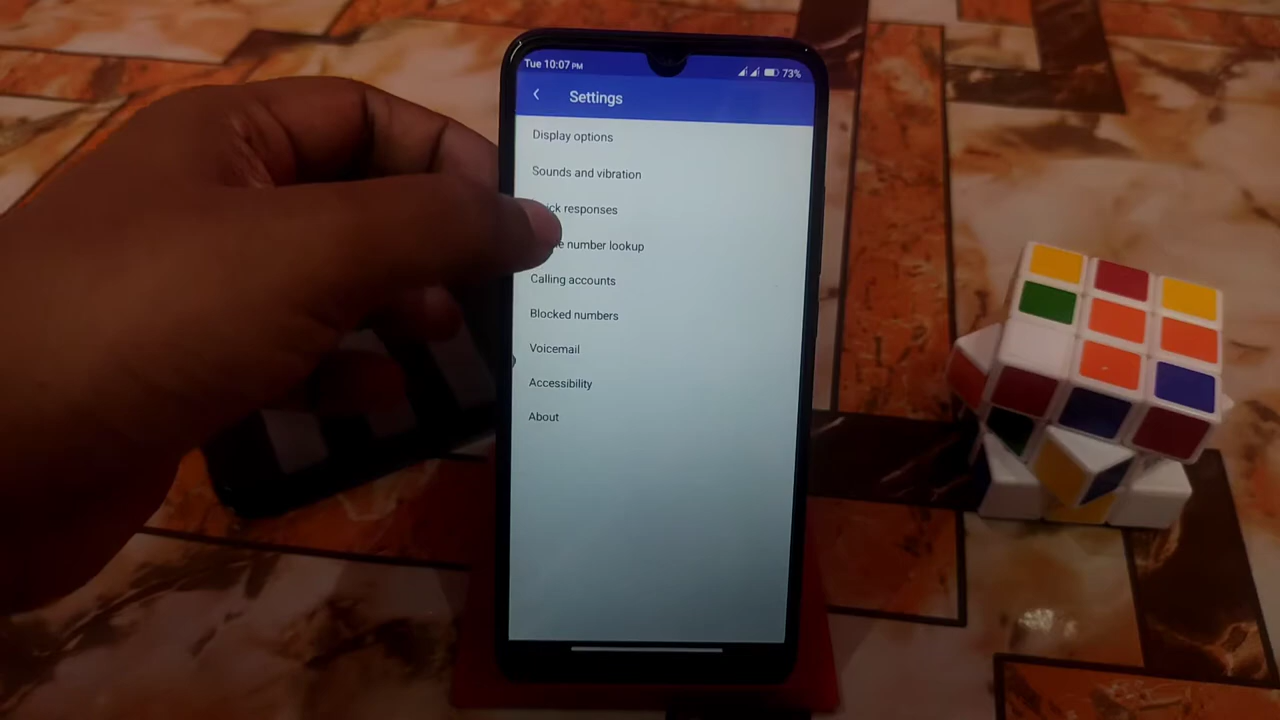 Tue 10:07 PM 73%
Settings
Display options
Sounds and vibration
responses
number lookup
Calling accounts
Blocked numbers
Voicemail
Accessibility
About